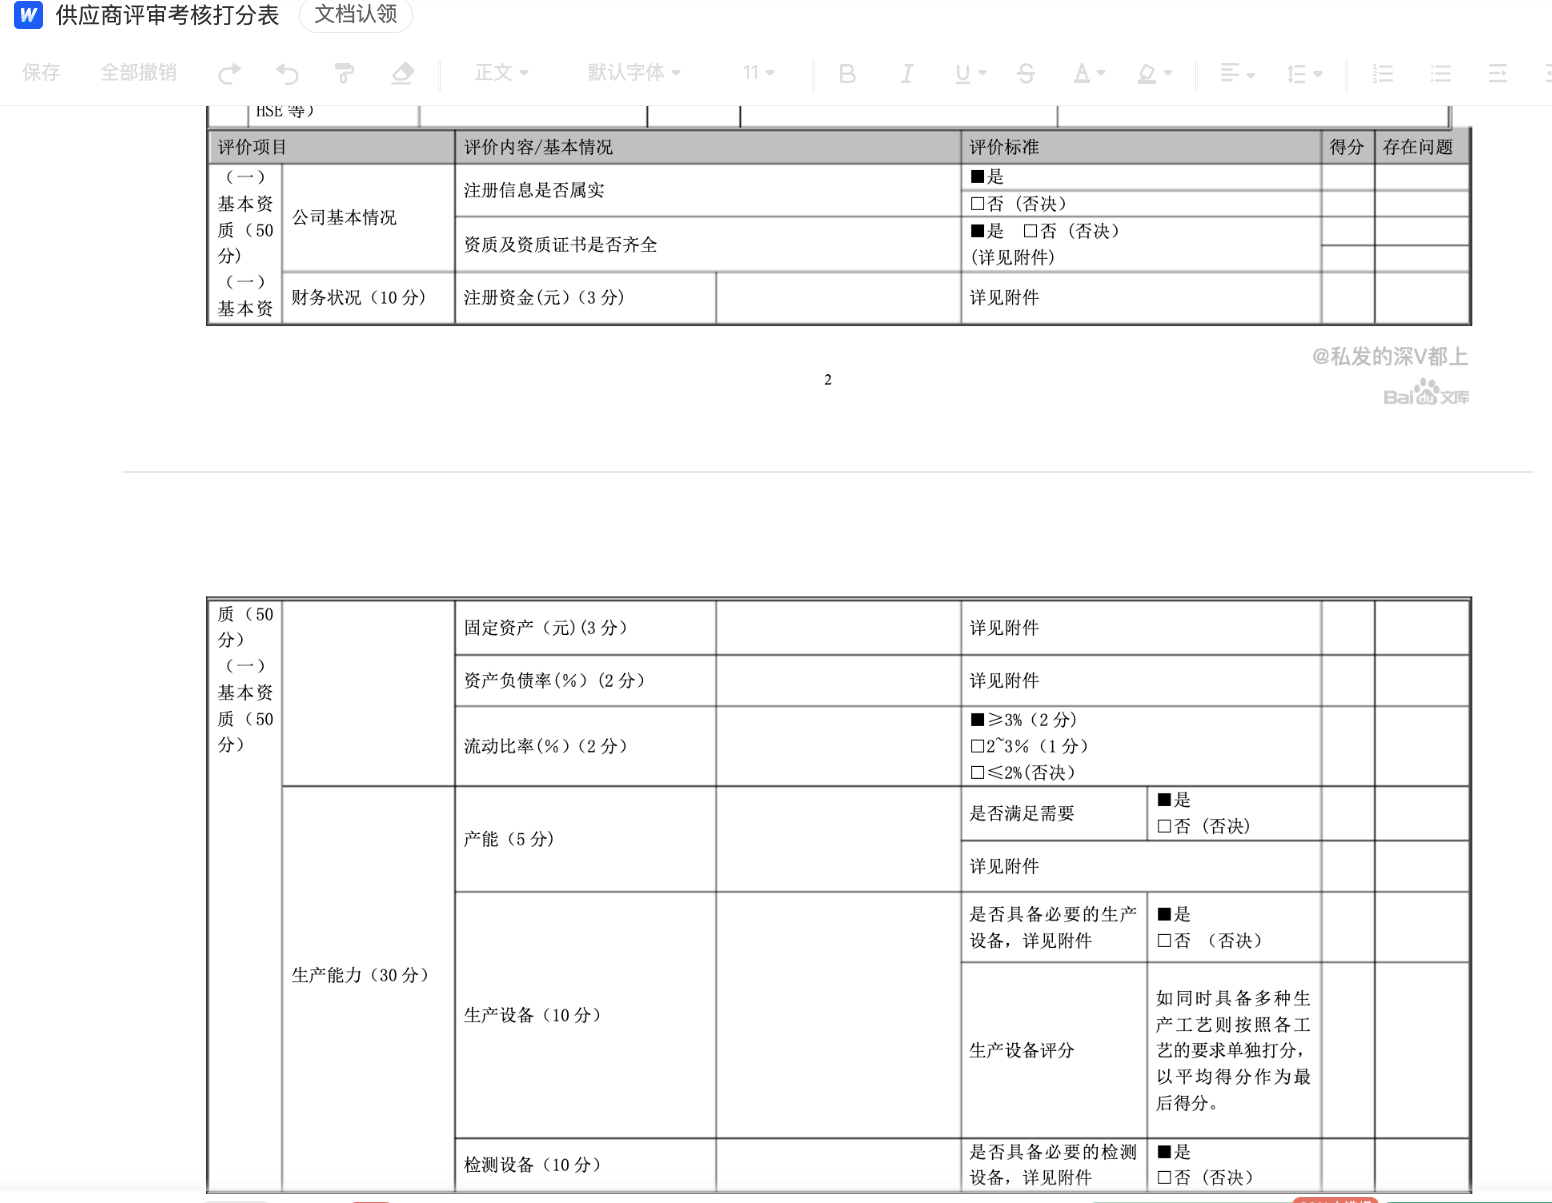 供应商评审考核打分表 文档认领
保存 全部撤销 正文 默认字体 11 B I U S A
HSE 等）
评价项目 评价内容/基本情况 评价标准 得分 存在问题
（一）
基本资
质（50
分）
（一）
基本资
公司基本情况
注册信息是否属实
■是
□否（否决）
资质及资质证书是否齐全
■是 □否（否决）
(详见附件)
财务状况（10 分） 注册资金(元)（3 分） 详见附件
@私发的深V都上
Bai du 文库
2
质（50
分）
（一）
基本资
质（50
分）
固定资产（元)(3 分） 详见附件
资产负债率(%)（2 分） 详见附件
流动比率(%)（2 分）
■≥3%（2 分）
□2~3%（1 分）
□≤2%(否决）
生产能力（30 分）
产能（5 分）
是否满足需要
■是
□否（否决）
详见附件
生产设备（10 分）
是否具备必要的生产
设备，详见附件
■是
□否 （否决）
生产设备评分
如同时具备多种生
产工艺则按照各工
艺的要求单独打分，
以平均得分作为最
后得分。
检测设备（10 分）
是否具备必要的检测
设备，详见附件
■是
□否（否决）